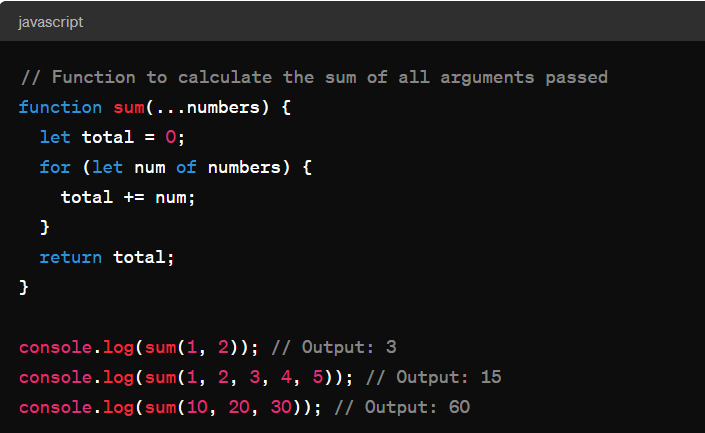 javascript
// Function to calculate the sum of all arguments passed
function sum(...numbers) {
  let total = 0;
  for (let num of numbers) {
    total += num;
  }
  return total;
}
console.log(sum(1, 2)); // Output: 3
console.log(sum(1, 2, 3, 4, 5)); // Output: 15
console.log(sum(10, 20, 30)); // Output: 60